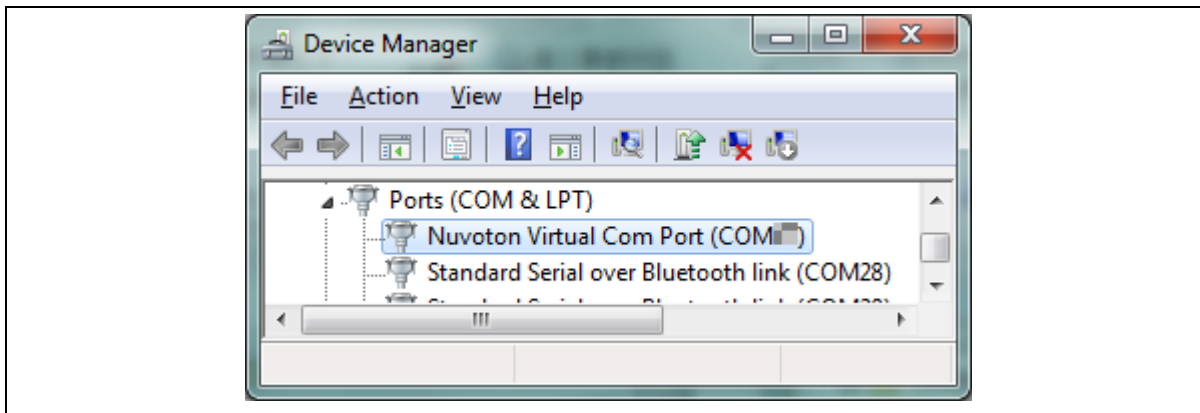 Device Manager
File Action View Help
Ports (COM & LPT)
Nuvoton Virtual Com Port (COM )
Standard Serial over Bluetooth link (COM28)